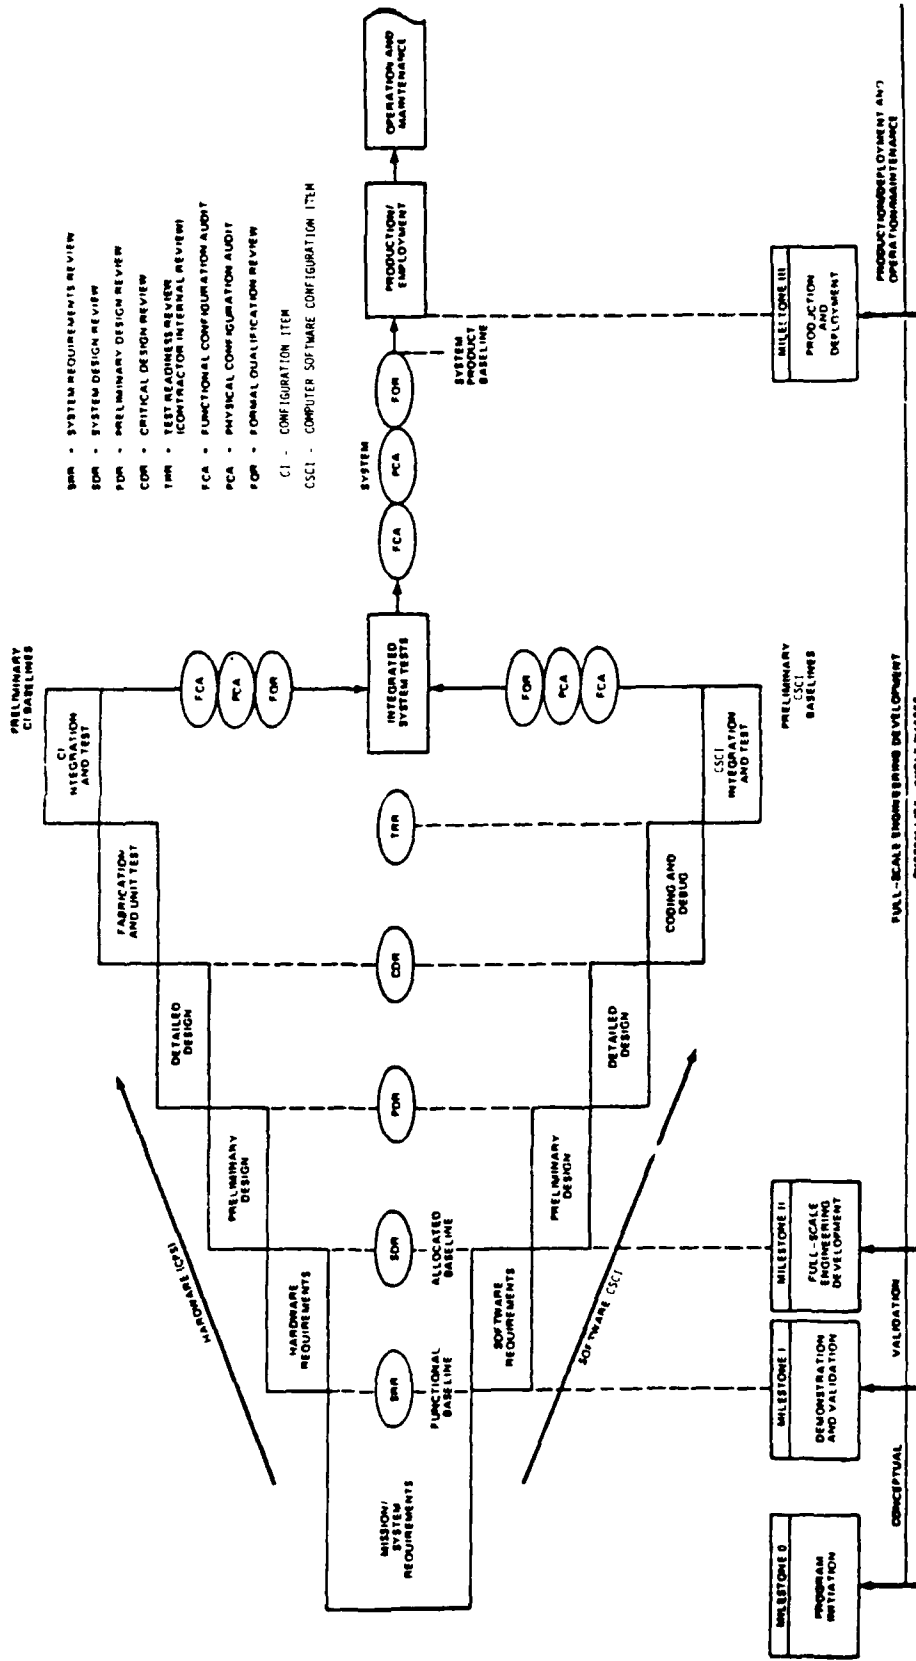 SRR - SYSTEM REQUIREMENTS REVIEW
SDR - SYSTEM DESIGN REVIEW
PDR - PRELIMINARY DESIGN REVIEW
CDR - CRITICAL DESIGN REVIEW
TRR - TEST READINESS REVIEW
(CONTRACTOR INTERNAL REVIEW)
FCA - FUNCTIONAL CONFIGURATION AUDIT
PCA - PHYSICAL CONFIGURATION AUDIT
FQR - FORMAL QUALIFICATION REVIEW
CI - CONFIGURATION ITEM
CSCI - COMPUTER SOFTWARE CONFIGURATION ITEM
PRELIMINARY
CI BASELINES
CI
INTEGRATION
AND TEST
FABRICATION
AND UNIT TEST
DETAILED
DESIGN
PRELIMINARY
DESIGN
HARDWARE
REQUIREMENTS
HARDWARE (CPSI)
MISSION/
SYSTEM
REQUIREMENTS
SRR
FUNCTIONAL
BASELINE
SDR
ALLOCATED
BASELINE
PDR
CDR
TRR
FCA
PCA
FQR
INTEGRATED
SYSTEM TESTS
FQR
PCA
FCA
SYSTEM
FCA
PCA
FQR
SYSTEM
PRODUCT
BASELINE
PRODUCTION/
EMPLOYMENT
OPERATION AND
MAINTENANCE
SOFTWARE
REQUIREMENTS
PRELIMINARY
DESIGN
DETAILED
DESIGN
CODING AND
DEBUG
CSCI
INTEGRATION
AND TEST
PRELIMINARY
CSCI
BASELINES
SOFTWARE CSCI
MILESTONE 0
PROGRAM
INITIATION
MILESTONE I
DEMONSTRATION
AND VALIDATION
MILESTONE II
FULL-SCALE
ENGINEERING
DEVELOPMENT
MILESTONE III
PRODUCTION
AND
DEPLOYMENT
CONCEPTUAL
VALIDATION
FULL-SCALE ENGINEERING DEVELOPMENT
PRODUCTION/DEPLOYMENT AND
OPERATION/MAINTENANCE